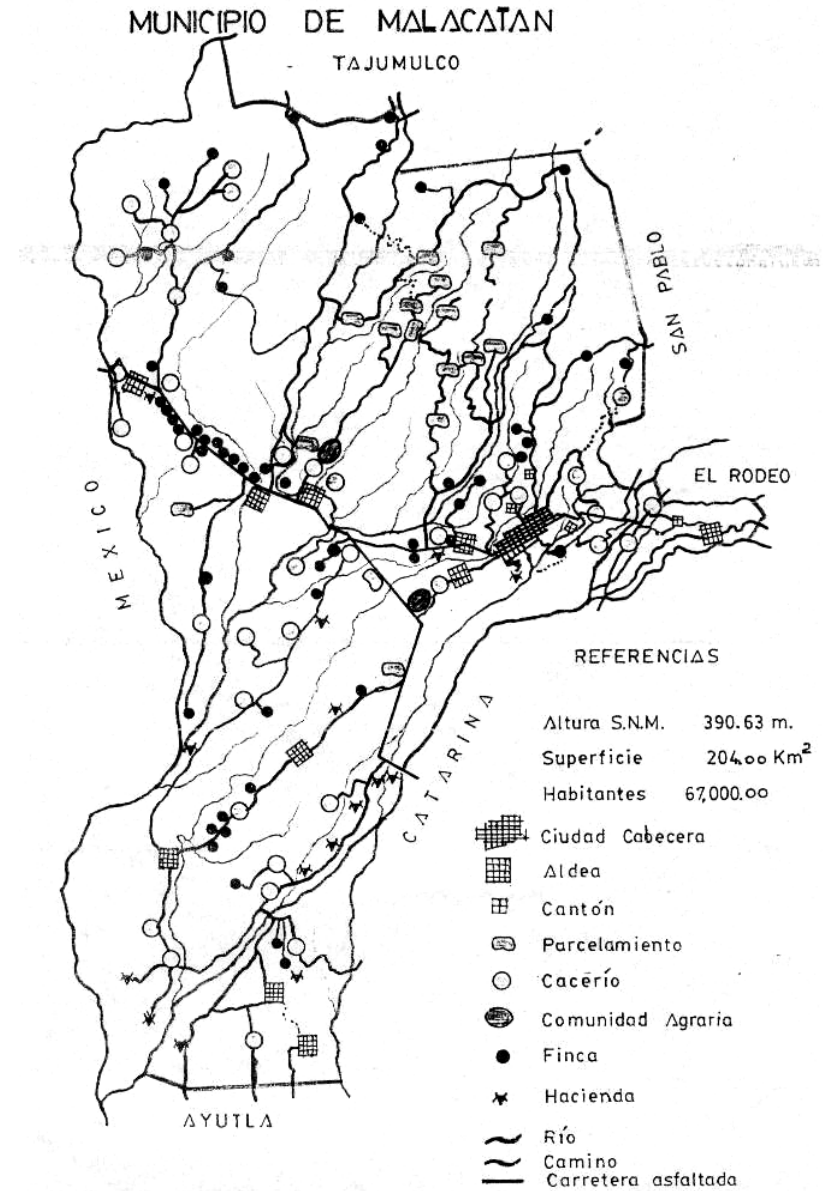 MUNICIPIO DE MALACATAN
TAJUMULCO
SAN PABLO
EL RODEO
MEXICO
CATARINA
AYUTLA
REFERENCIAS
Altura S.N.M. 390.63 m.
Superficie 204.00 Km²
Habitantes 67,000.00
Ciudad Cabecera
Aldea
Cantón
Parcelamiento
Cacerío
Comunidad Agraria
Finca
Hacienda
Río
Camino
Carretera asfaltada